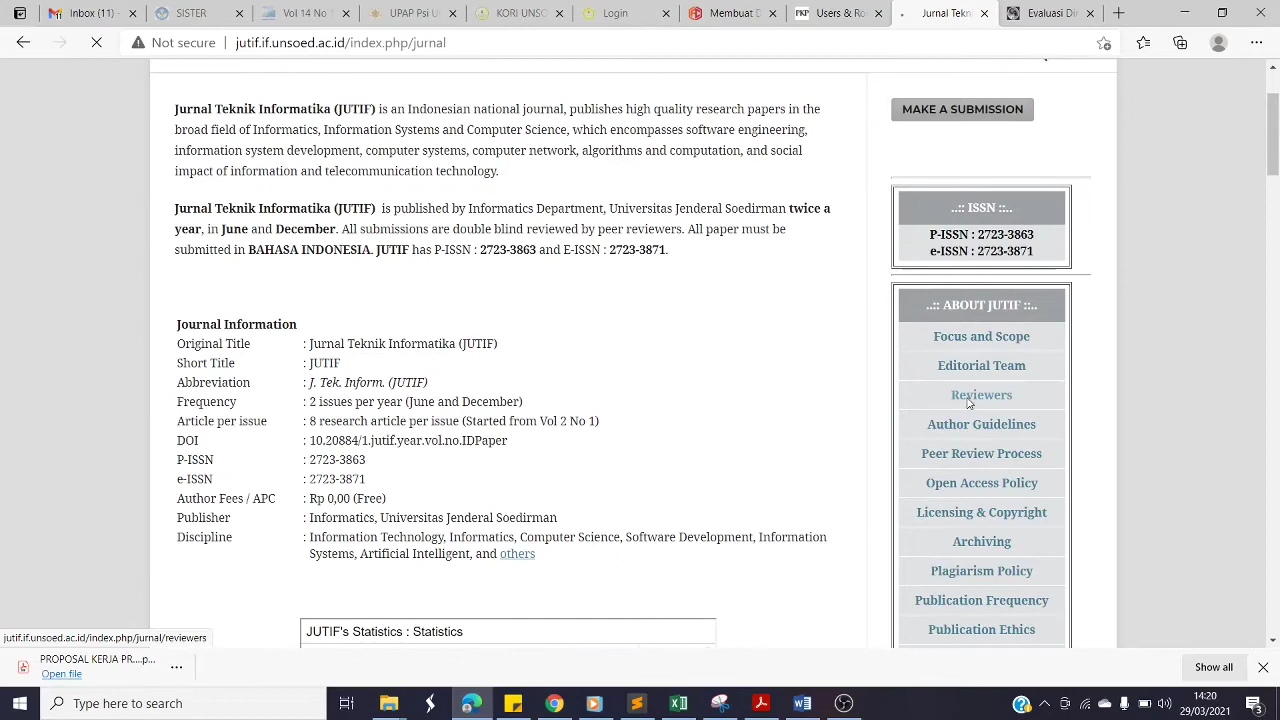 Inbox (11)
SISTER
Vol 14 No
UPAP Psi U
KORI UNSO
Login
Membuat D
Users & Ro
Jurnal Tekn
Evaluasi Di
Not secure
jutif.if.unsoed.ac.id/index.php/jurnal
Jurnal Teknik Informatika (JUTIF) is an Indonesian national journal, publishes high quality research papers in the
broad field of Informatics, Information Systems and Computer Science, which encompasses software engineering,
information system development, computer systems, computer network, algorithms and computation, and social
impact of information and telecommunication technology.
Jurnal Teknik Informatika (JUTIF) is published by Informatics Department, Universitas Jenderal Soedirman twice a
year, in June and December. All submissions are double blind reviewed by peer reviewers. All paper must be
submitted in BAHASA INDONESIA. JUTIF has P-ISSN : 2723-3863 and E-ISSN : 2723-3871.
Journal Information
Original Title : Jurnal Teknik Informatika (JUTIF)
Short Title : JUTIF
Abbreviation : J. Tek. Inform. (JUTIF)
Frequency : 2 issues per year (June and December)
Article per issue : 8 research article per issue (Started from Vol 2 No 1)
DOI : 10.20884/1.jutif.year.vol.no.IDPaper
P-ISSN : 2723-3863
e-ISSN : 2723-3871
Author Fees / APC : Rp 0,00 (Free)
Publisher : Informatics, Universitas Jenderal Soedirman
Discipline : Information Technology, Informatics, Computer Science, Software Development, Information
Systems, Artificial Intelligent, and others
JUTIF's Statistics : Statistics
MAKE A SUBMISSION
..:: ISSN ::..
P-ISSN : 2723-3863
e-ISSN : 2723-3871
..:: ABOUT JUTIF ::..
Focus and Scope
Editorial Team
Reviewers
Author Guidelines
Peer Review Process
Open Access Policy
Licensing & Copyright
Archiving
Plagiarism Policy
Publication Frequency
Publication Ethics
jutif.if.unsoed.ac.id/index.php/jurnal/reviewers
PROPOSAL KERJA PR....p...
Open file
Show all
Type here to search
14:20
29/03/2021
3